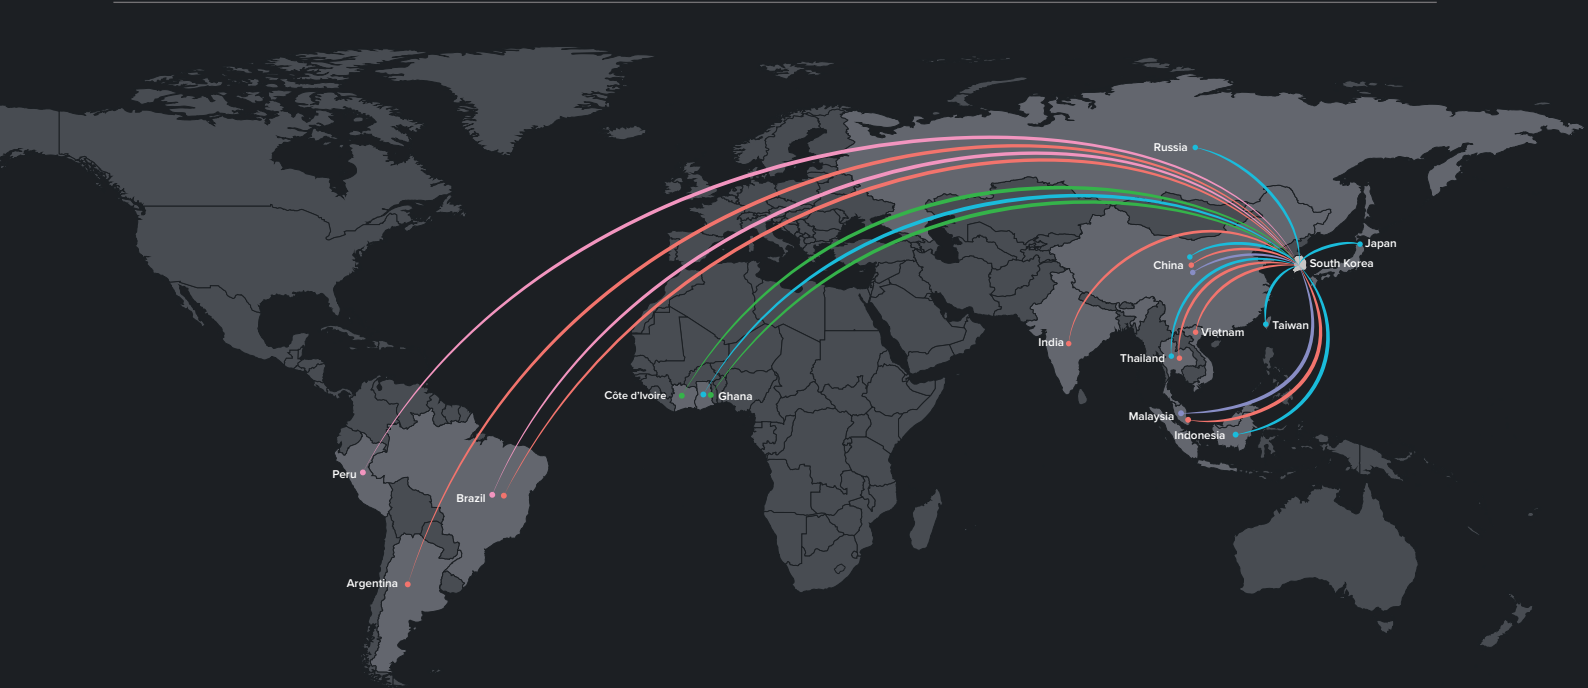 Russia
Japan
China
South Korea
Taiwan
Vietnam
India
Thailand
Côte d'Ivoire
Ghana
Malaysia
Indonesia
Peru
Brazil
Argentina